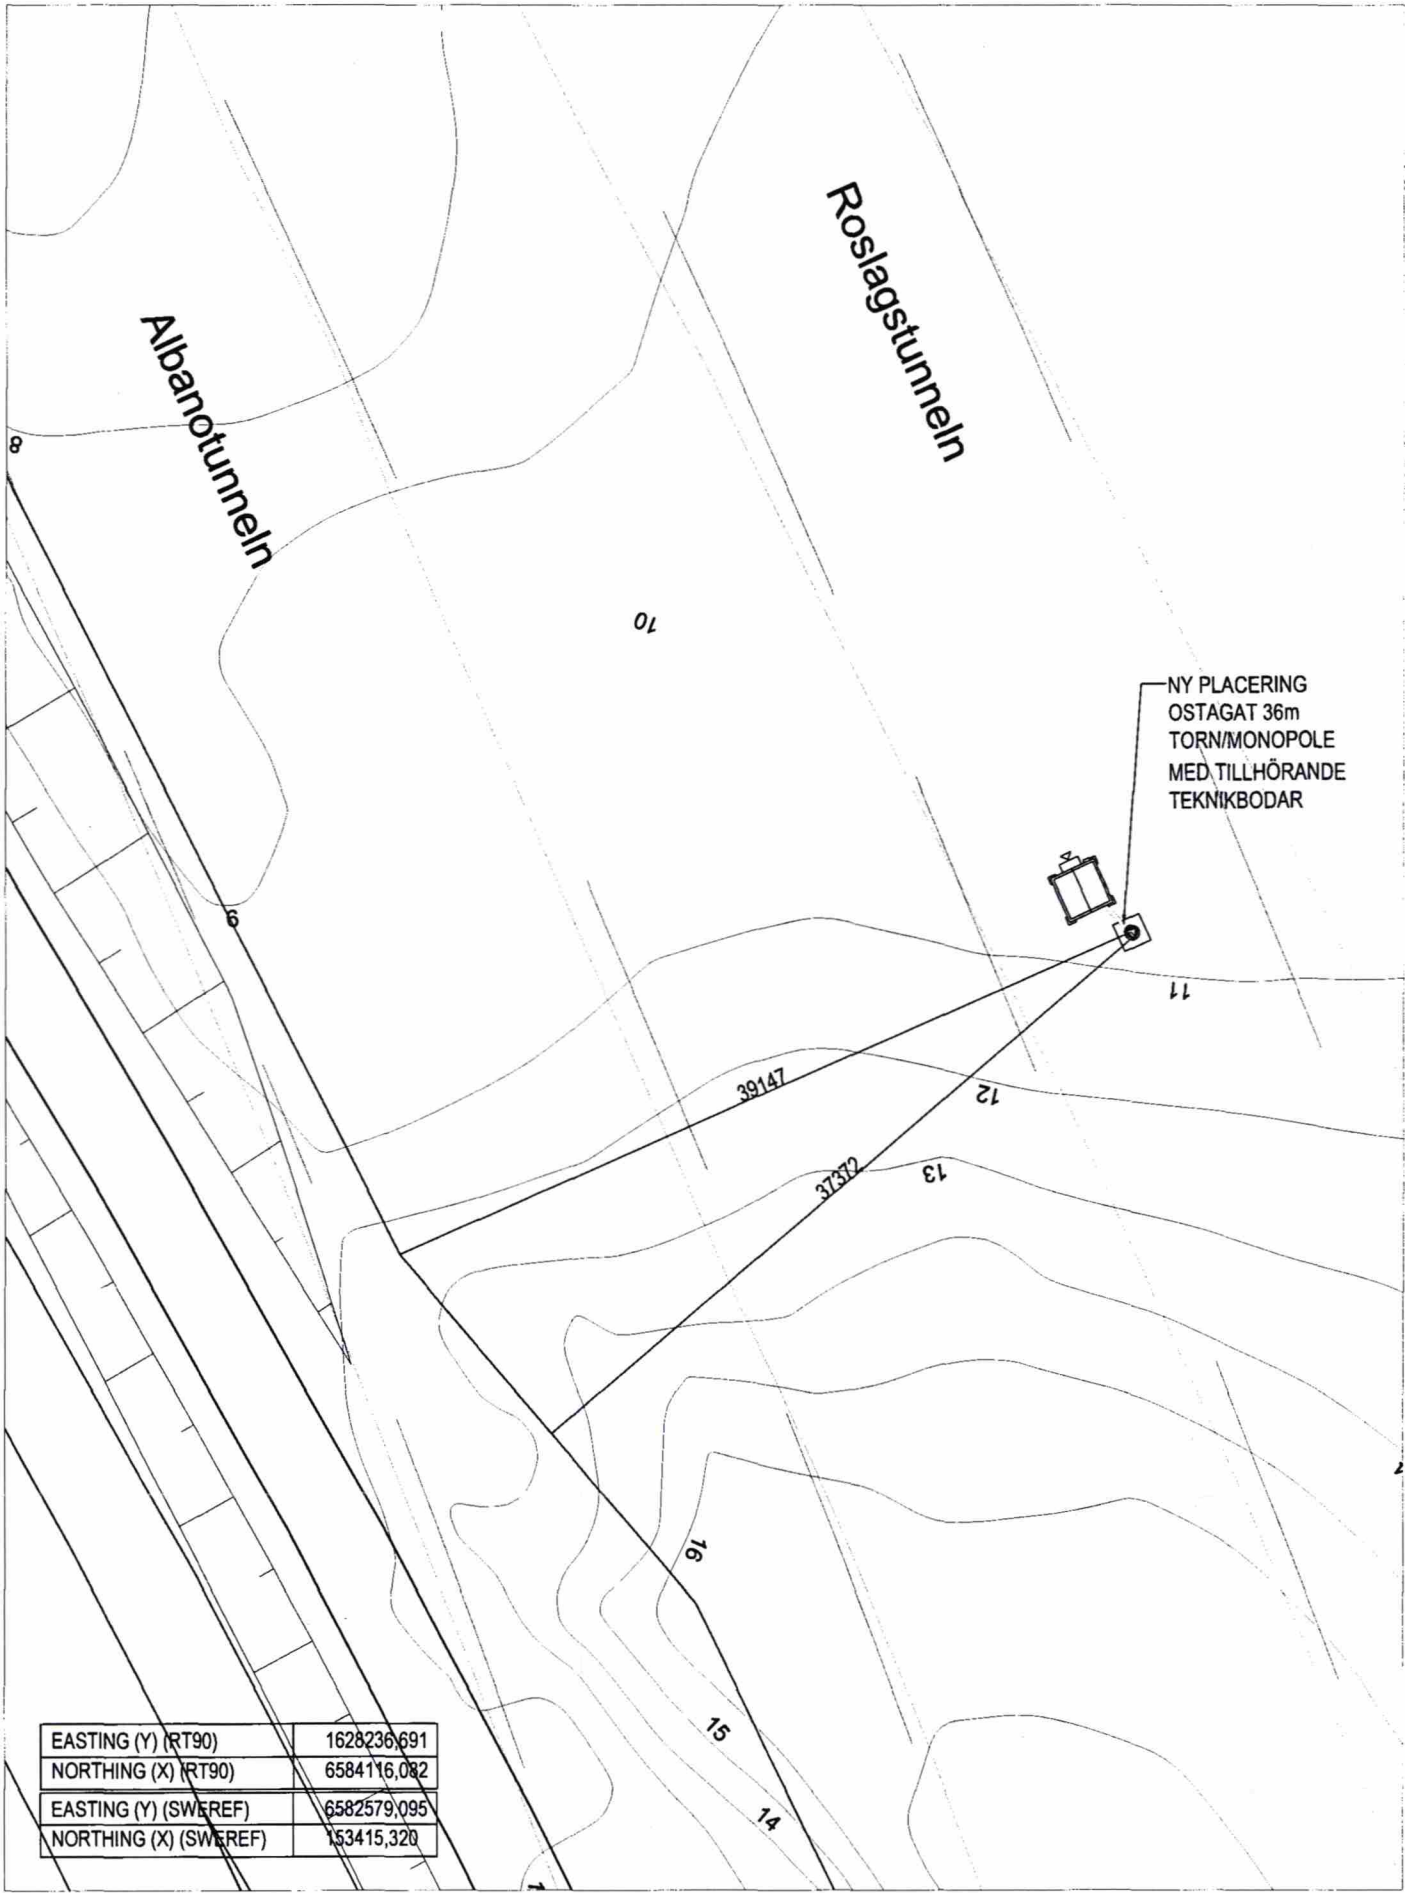 Roslagstunneln
Albanotunneln
8
10
NY PLACERING
OSTAGAT 36m
TORN/MONOPOLE
MED TILLHÖRANDE
TEKNIKBODAR
9
11
39147
12
37372
13
16
15
14
EASTING (Y) (RT90) 1628236,691
NORTHING (X) (RT90) 6584116,082
EASTING (Y) (SWEREF) 6582579,095
NORTHING (X) (SWEREF) 153415,320